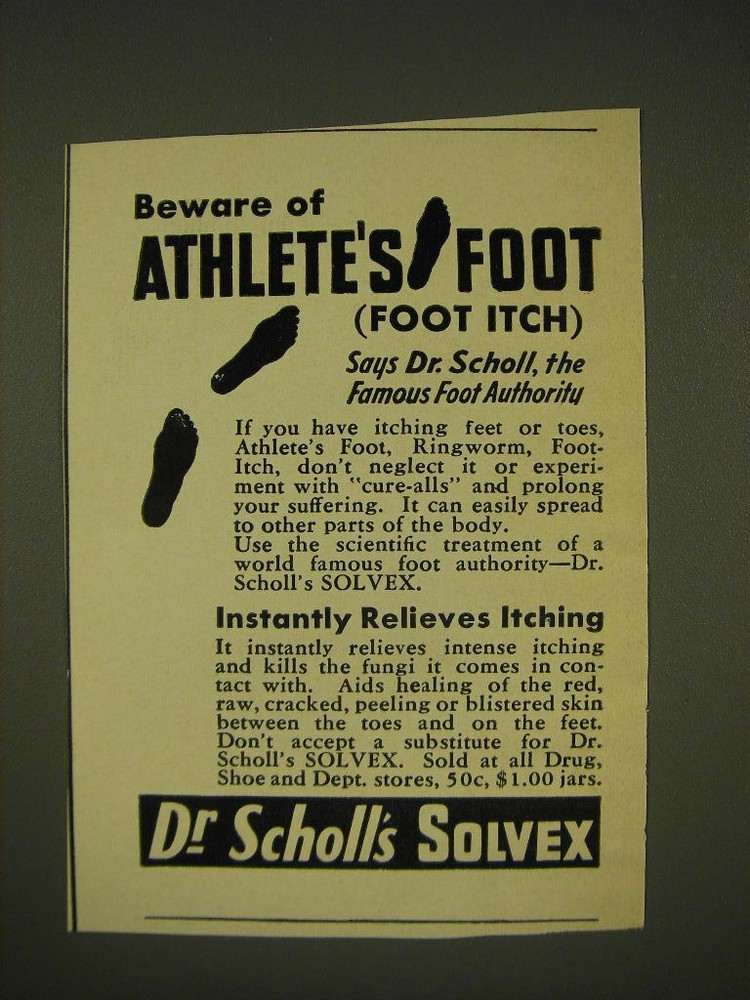 Beware of
ATHLETE'S FOOT
(FOOT ITCH)
Says Dr. Scholl, the
Famous Foot Authority
If you have itching feet or toes,
Athlete's Foot, Ringworm, Foot-
Itch, don't neglect it or experi-
ment with "cure-alls" and prolong
your suffering. It can easily spread
to other parts of the body.
Use the scientific treatment of a
world famous foot authority—Dr.
Scholl's SOLVEX.
Instantly Relieves Itching
It instantly relieves intense itching
and kills the fungi it comes in con-
tact with. Aids healing of the red,
raw, cracked, peeling or blistered skin
between the toes and on the feet.
Don't accept a substitute for Dr.
Scholl's SOLVEX. Sold at all Drug,
Shoe and Dept. stores, 50c, $1.00 jars.
Dr Scholl's SOLVEX